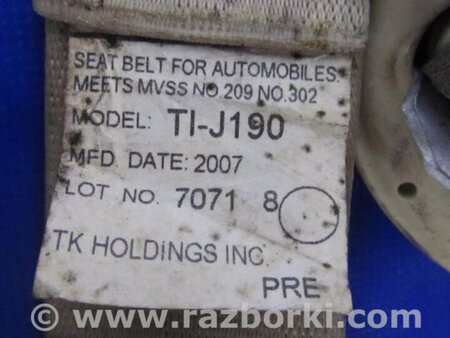 SEAT BELT FOR AUTOMOBILES
MEETS MVSS NO.209 NO.302
MODEL: TI-J190
MFD DATE: 2007
LOT NO. 7071 8
TK HOLDINGS INC.
PRE
www.razborki.com